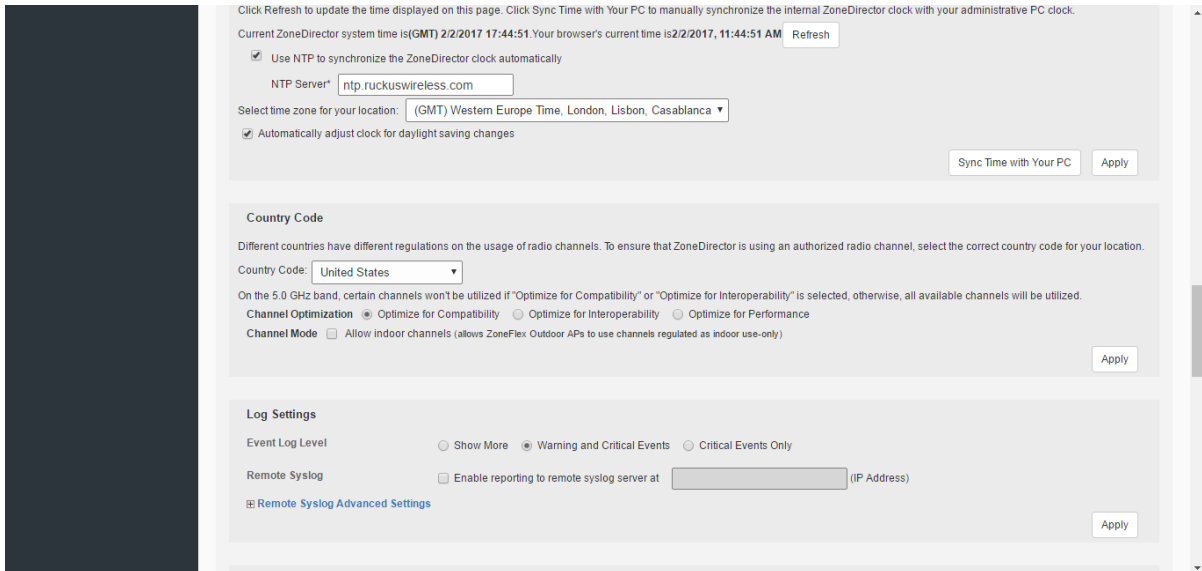 Click Refresh to update the time displayed on this page. Click Sync Time with Your PC to manually synchronize the internal ZoneDirector clock with your administrative PC clock.
Current ZoneDirector system time is(GMT) 2/2/2017 17:44:51.Your browser's current time is2/2/2017, 11:44:51 AM Refresh
Use NTP to synchronize the ZoneDirector clock automatically
NTP Server* ntp.ruckuswireless.com
Select time zone for your location: (GMT) Western Europe Time, London, Lisbon, Casablanca
Automatically adjust clock for daylight saving changes
Sync Time with Your PC Apply
Country Code
Different countries have different regulations on the usage of radio channels. To ensure that ZoneDirector is using an authorized radio channel, select the correct country code for your location.
Country Code: United States
On the 5.0 GHz band, certain channels won't be utilized if "Optimize for Compatibility" or "Optimize for Interoperability" is selected, otherwise, all available channels will be utilized.
Channel Optimization Optimize for Compatibility Optimize for Interoperability Optimize for Performance
Channel Mode Allow indoor channels (allows ZoneFlex Outdoor APs to use channels regulated as indoor use-only)
Apply
Log Settings
Event Log Level Show More Warning and Critical Events Critical Events Only
Remote Syslog Enable reporting to remote syslog server at (IP Address)
Remote Syslog Advanced Settings
Apply